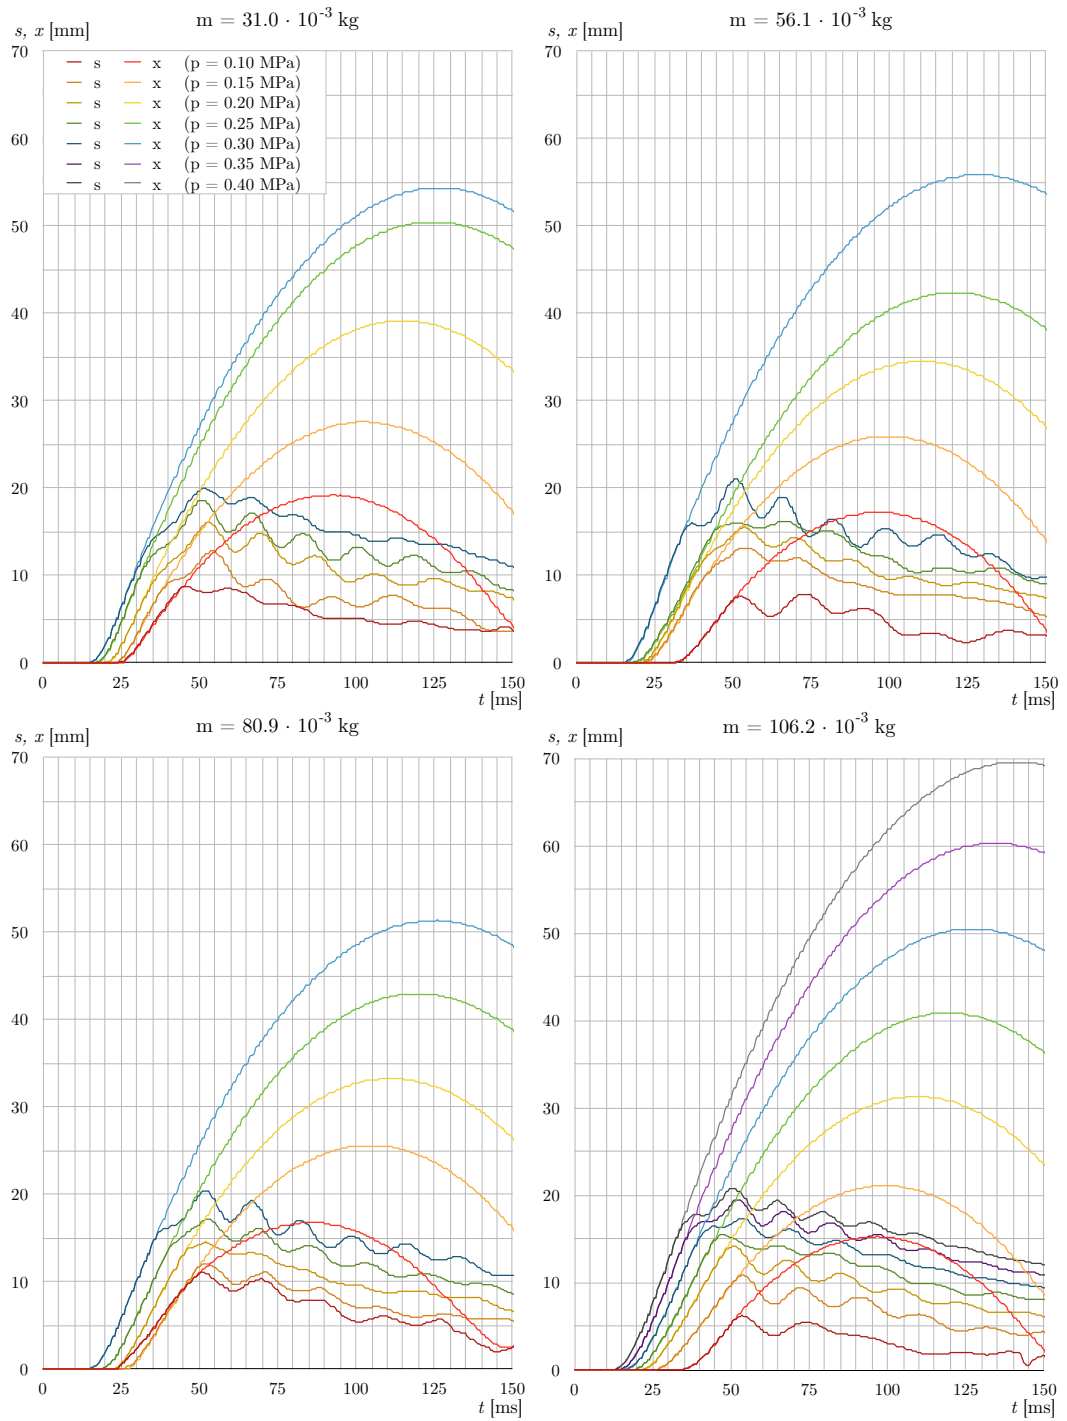 m = 31.0 · 10⁻³ kg
s, x [mm]
70
60
50
40
30
20
10
0
s x (p = 0.10 MPa)
s x (p = 0.15 MPa)
s x (p = 0.20 MPa)
s x (p = 0.25 MPa)
s x (p = 0.30 MPa)
s x (p = 0.35 MPa)
s x (p = 0.40 MPa)
0 25 50 75 100 125 150
t [ms]
m = 56.1 · 10⁻³ kg
s, x [mm]
70
60
50
40
30
20
10
0
0 25 50 75 100 125 150
t [ms]
m = 80.9 · 10⁻³ kg
s, x [mm]
70
60
50
40
30
20
10
0
0 25 50 75 100 125 150
t [ms]
m = 106.2 · 10⁻³ kg
s, x [mm]
70
60
50
40
30
20
10
0
0 25 50 75 100 125 150
t [ms]